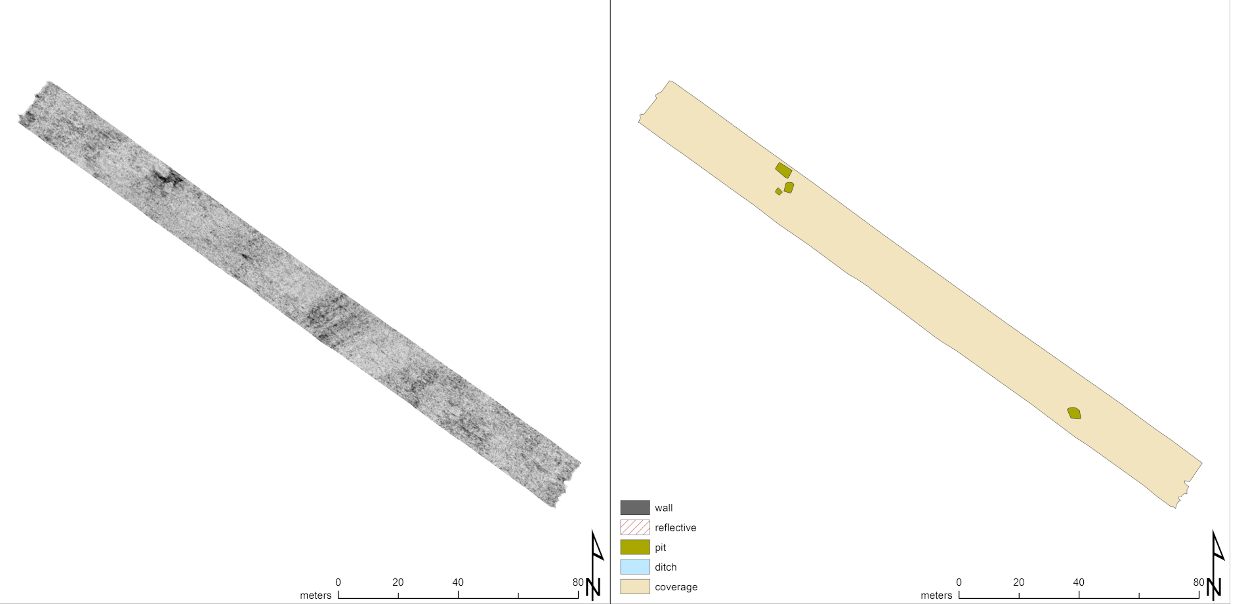 0 20 40 80
meters
N
wall
reflective
pit
ditch
coverage
0 20 40 80
meters
N